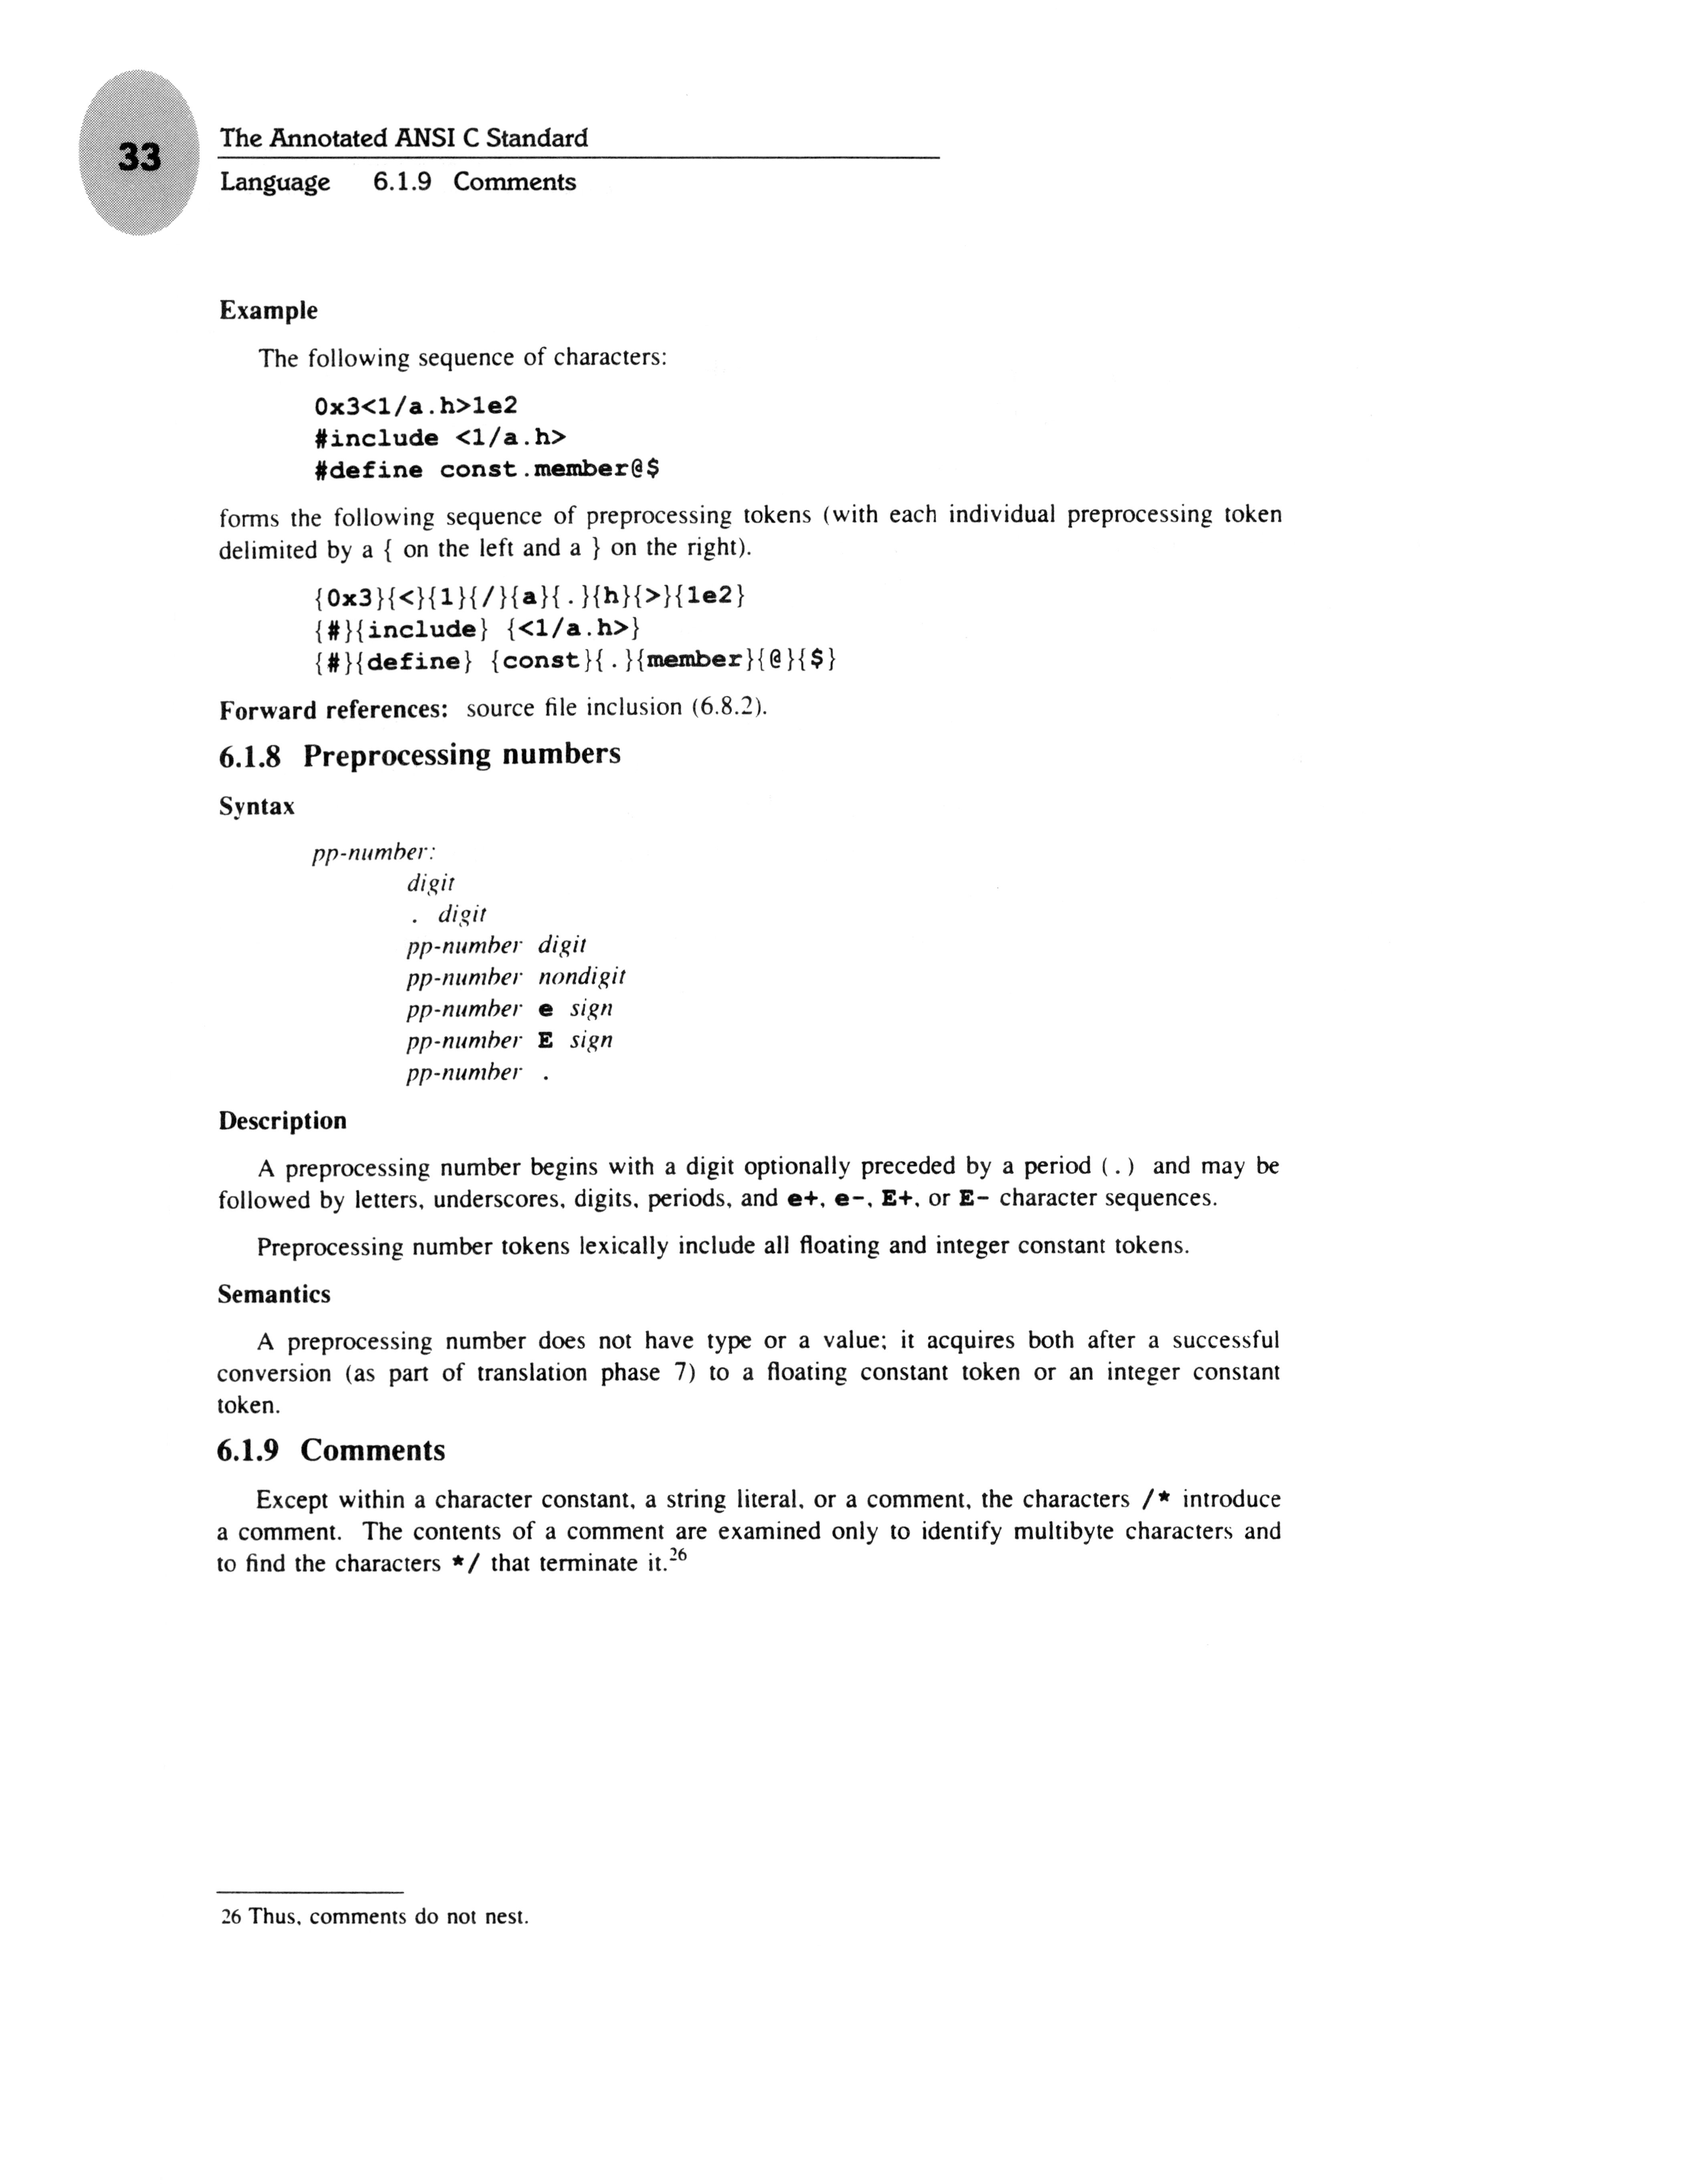 33
The Annotated ANSI C Standard
Language 6.1.9 Comments
Example
The following sequence of characters:
0x3<1/a.h>1e2
#include <1/a.h>
#define const.member@$
forms the following sequence of preprocessing tokens (with each individual preprocessing token
delimited by a { on the left and a } on the right).
{0x3}{<}{1}{/}{a}{.}{h}{>}{1e2}
{#}{include} {<1/a.h>}
{#}{define} {const}{.}{member}{@}{$}
Forward references: source file inclusion (6.8.2).
6.1.8 Preprocessing numbers
Syntax
pp-number:
digit
. digit
pp-number digit
pp-number nondigit
pp-number e sign
pp-number E sign
pp-number .
Description
A preprocessing number begins with a digit optionally preceded by a period (.) and may be
followed by letters, underscores, digits, periods, and e+, e-, E+, or E- character sequences.
Preprocessing number tokens lexically include all floating and integer constant tokens.
Semantics
A preprocessing number does not have type or a value; it acquires both after a successful
conversion (as part of translation phase 7) to a floating constant token or an integer constant
token.
6.1.9 Comments
Except within a character constant, a string literal, or a comment, the characters /* introduce
a comment. The contents of a comment are examined only to identify multibyte characters and
to find the characters */ that terminate it.26
26 Thus, comments do not nest.